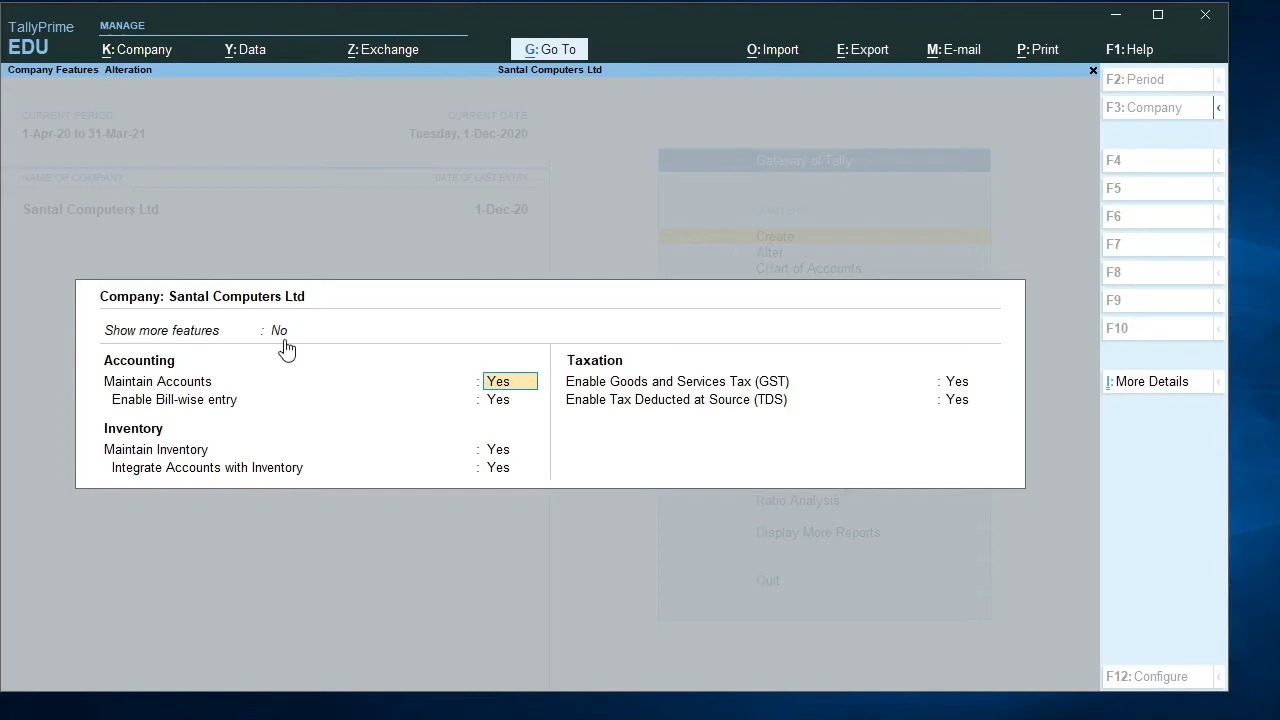 TallyPrime
EDU
MANAGE
K: Company
Y: Data
Z: Exchange
G: Go To
O: Import
E: Export
M: E-mail
P: Print
F1: Help
Company Features Alteration
Santal Computers Ltd
F2: Period
F3: Company
F4
F5
F6
F7
F8
F9
F10
I: More Details
F12: Configure
CURRENT PERIOD
CURRENT DATE
1-Apr-20 to 31-Mar-21
Tuesday, 1-Dec-2020
NAME OF COMPANY
DATE OF LAST ENTRY
Santal Computers Ltd
1-Dec-20
Gateway of Tally
MASTERS
Create
Alter
Chart of Accounts
Company: Santal Computers Ltd
Show more features : No
Accounting
Maintain Accounts : Yes
Enable Bill-wise entry : Yes
Inventory
Maintain Inventory : Yes
Integrate Accounts with Inventory : Yes
Taxation
Enable Goods and Services Tax (GST) : Yes
Enable Tax Deducted at Source (TDS) : Yes
Ratio Analysis
Display More Reports
Quit